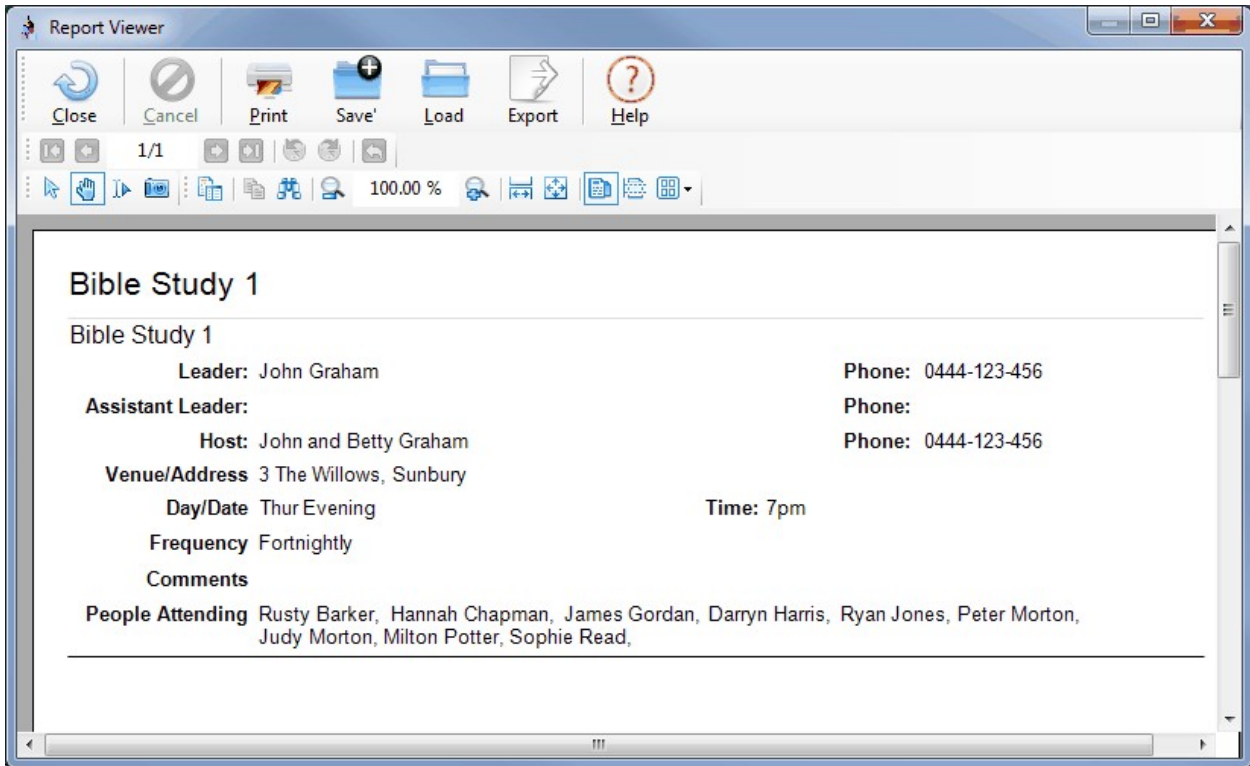 Report Viewer
Close Cancel Print Save' Load Export Help
1/1
100.00 %
Bible Study 1
Bible Study 1
Leader: John Graham Phone: 0444-123-456
Assistant Leader: Phone:
Host: John and Betty Graham Phone: 0444-123-456
Venue/Address 3 The Willows, Sunbury
Day/Date Thur Evening Time: 7pm
Frequency Fortnightly
Comments
People Attending Rusty Barker, Hannah Chapman, James Gordan, Darryn Harris, Ryan Jones, Peter Morton,
Judy Morton, Milton Potter, Sophie Read,